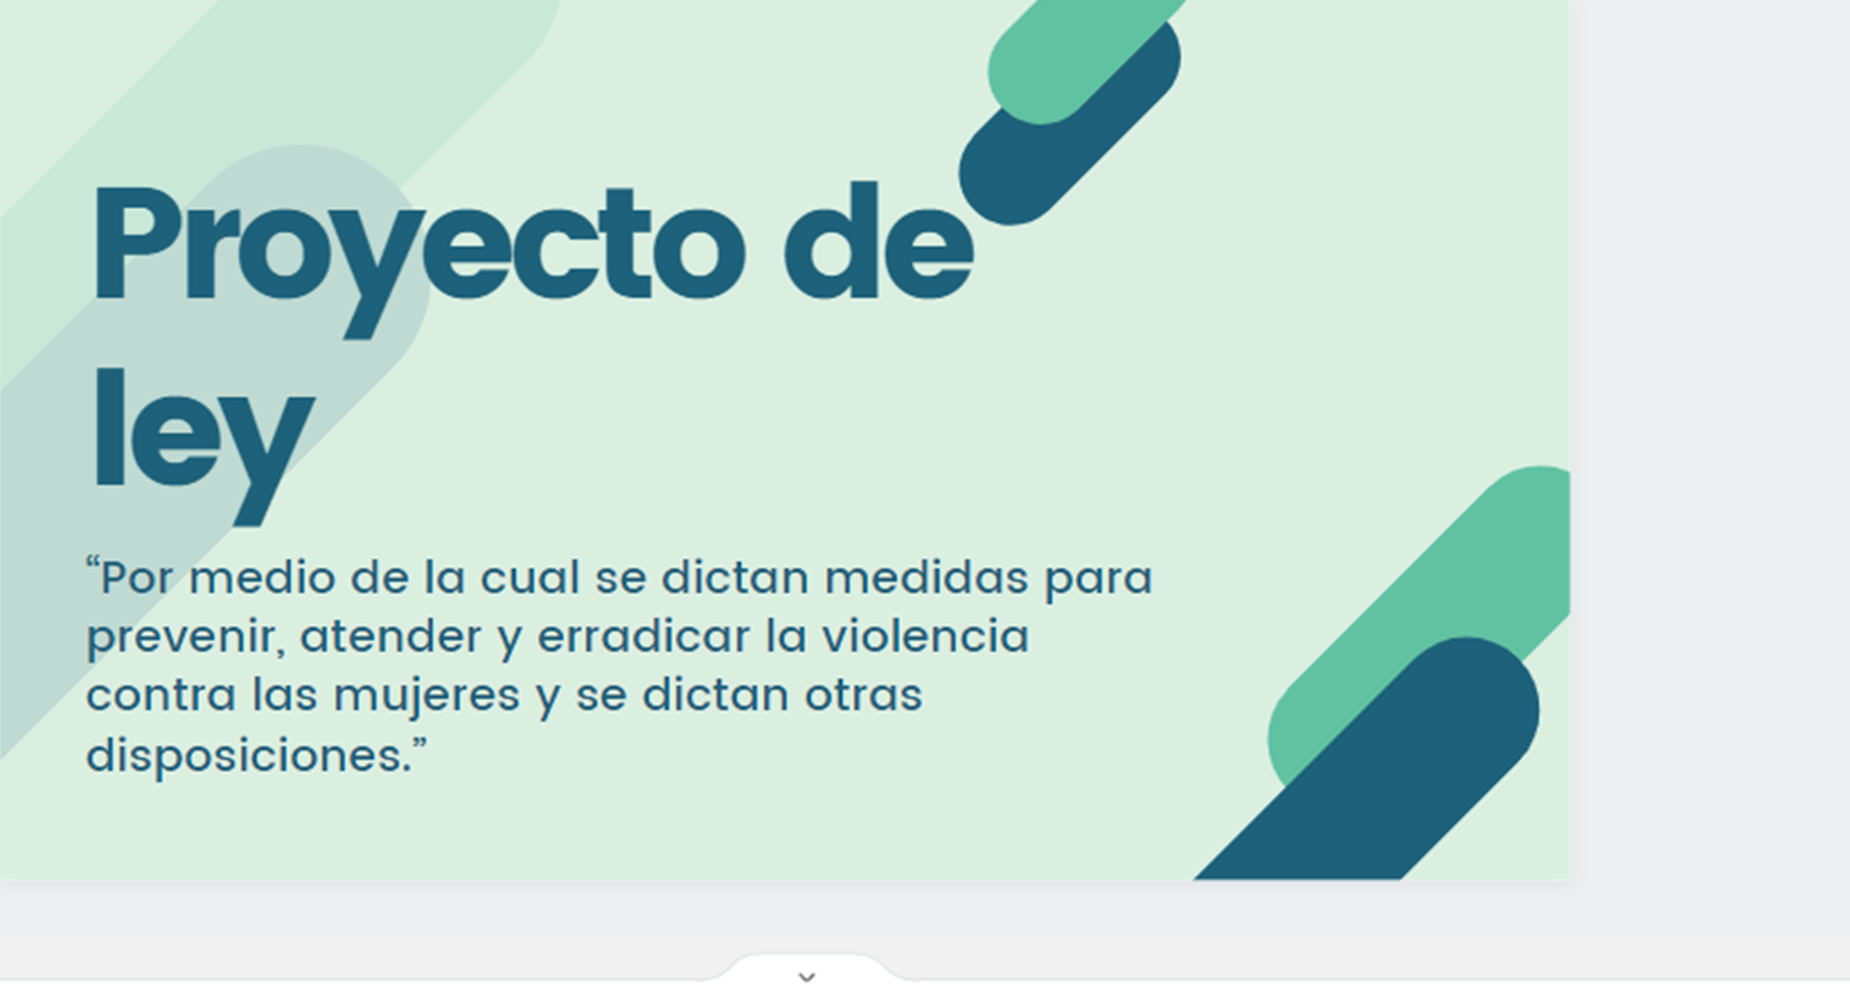 Proyecto de
ley
“Por medio de la cual se dictan medidas para
prevenir, atender y erradicar la violencia
contra las mujeres y se dictan otras
disposiciones.”